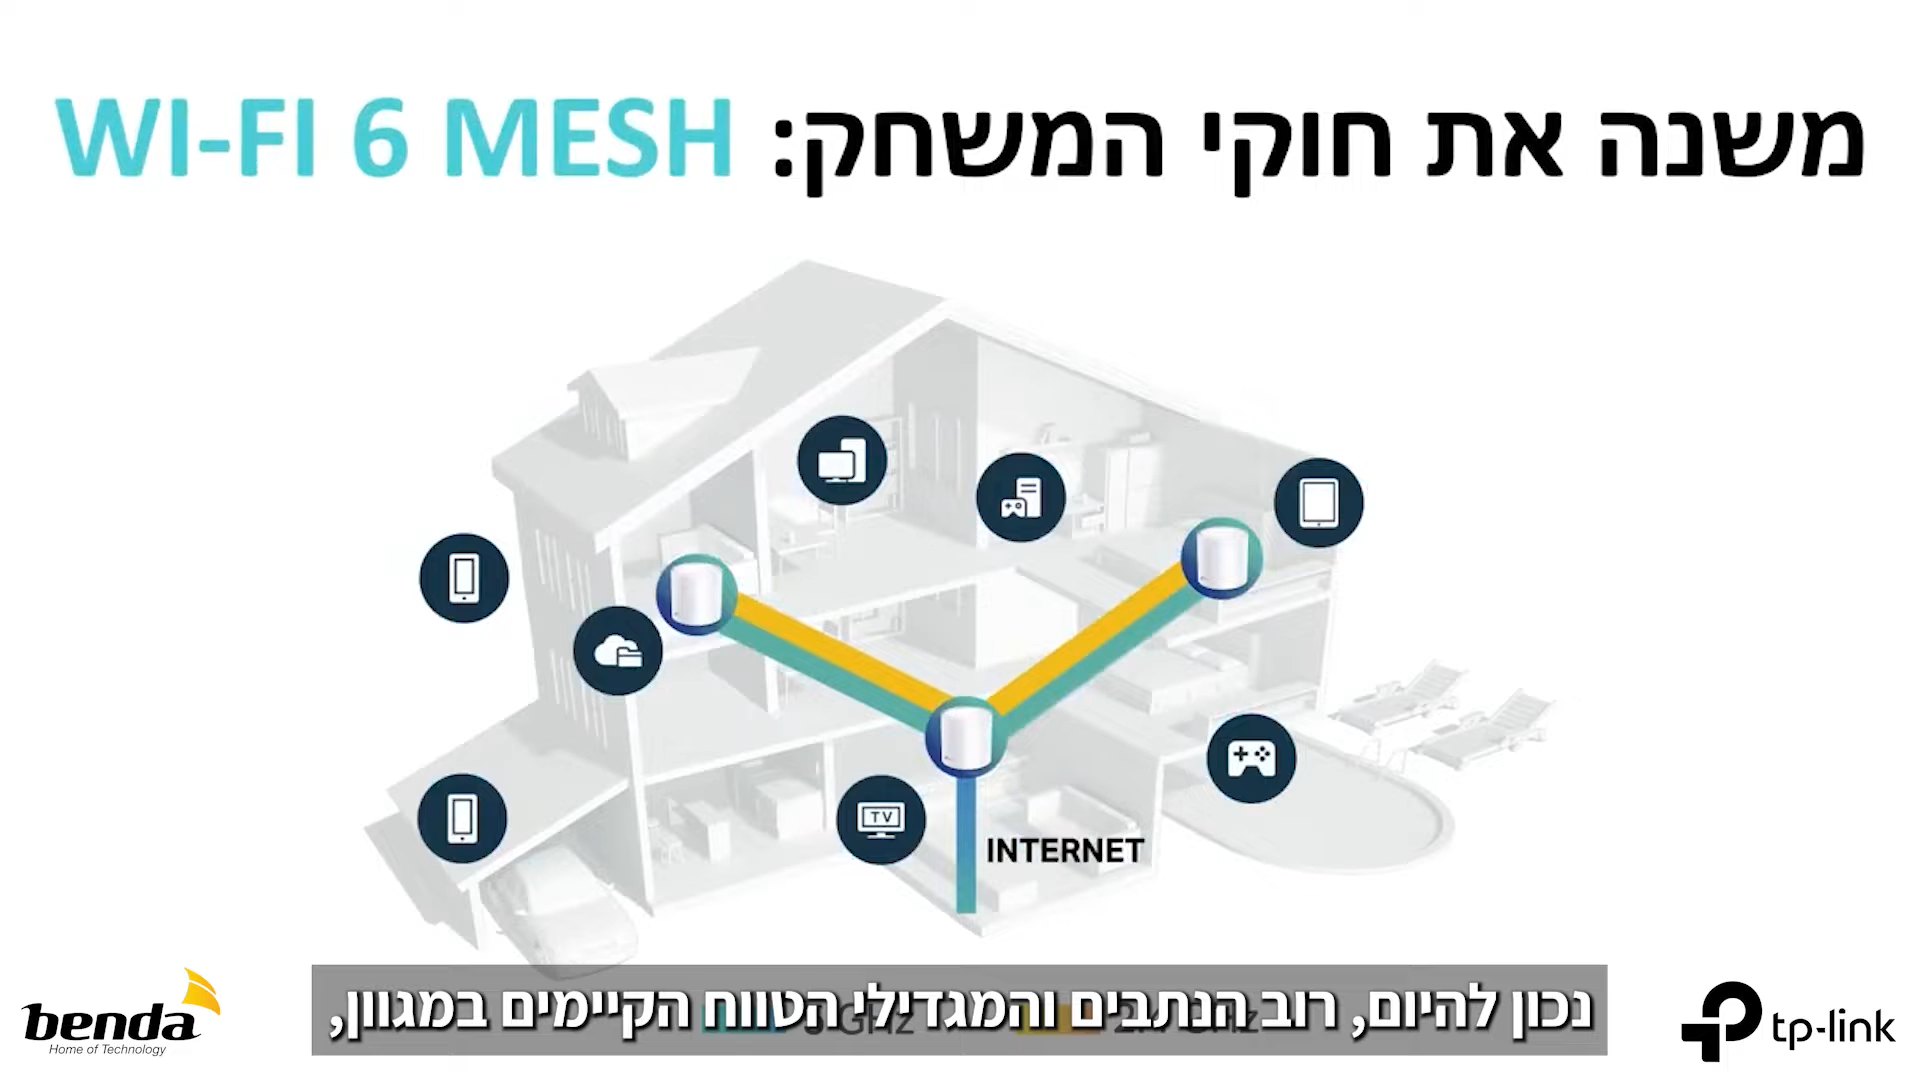 משנה את חוקי המשחק: WI-FI 6 MESH
TV
INTERNET
נכון להיום, רוב הנתבים והמגדילי הטווח הקיימים במגוון,
benda
Home of Technology
tp-link